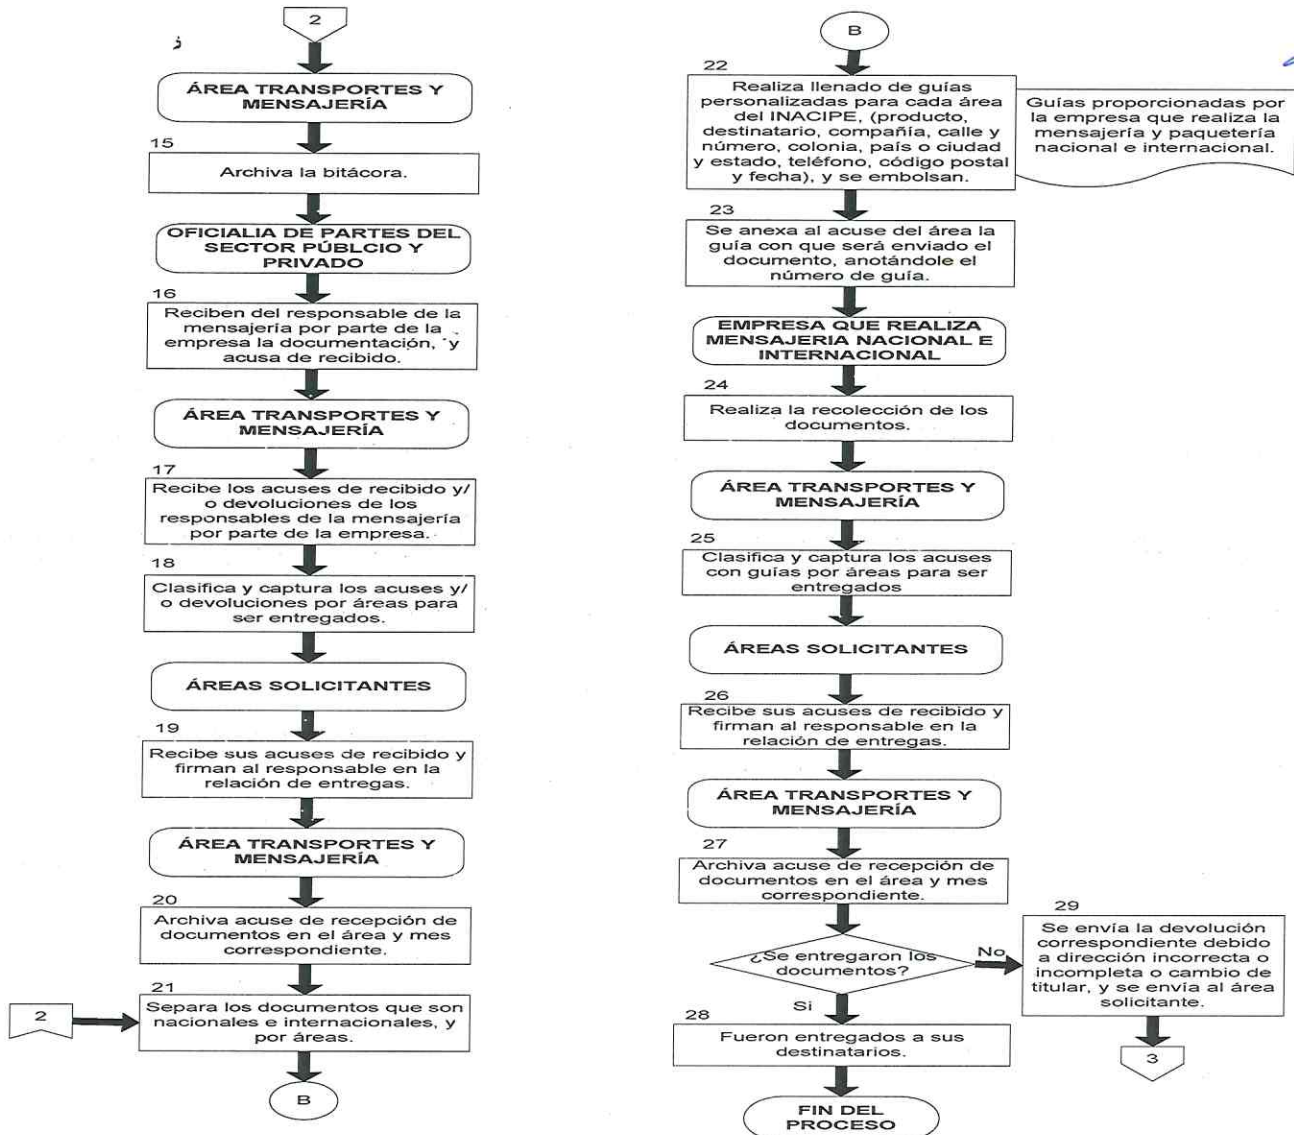 2
ÁREA TRANSPORTES Y
MENSAJERÍA
15
Archiva la bitácora.
OFICIALIA DE PARTES DEL
SECTOR PÚBLCIO Y
PRIVADO
16
Reciben del responsable de la
mensajería por parte de la
empresa la documentación, y
acusa de recibido.
ÁREA TRANSPORTES Y
MENSAJERÍA
17
Recibe los acuses de recibido y/
o devoluciones de los
responsables de la mensajería
por parte de la empresa.
18
Clasifica y captura los acuses y/
o devoluciones por áreas para
ser entregados.
ÁREAS SOLICITANTES
19
Recibe sus acuses de recibido y
firman al responsable en la
relación de entregas.
ÁREA TRANSPORTES Y
MENSAJERÍA
20
Archiva acuse de recepción de
documentos en el área y mes
correspondiente.
21
2
Separa los documentos que son
nacionales e internacionales, y
por áreas.
B
B
22
Realiza llenado de guías
personalizadas para cada área
del INACIPE, (producto,
destinatario, compañía, calle y
número, colonia, país o ciudad
y estado, teléfono, código postal
y fecha), y se embolsan.
Guías proporcionadas por
la empresa que realiza la
mensajería y paquetería
nacional e internacional.
23
Se anexa al acuse del área la
guía con que será enviado el
documento, anotándole el
número de guía.
EMPRESA QUE REALIZA
MENSAJERIA NACIONAL E
INTERNACIONAL
24
Realiza la recolección de los
documentos.
ÁREA TRANSPORTES Y
MENSAJERÍA
25
Clasifica y captura los acuses
con guías por áreas para ser
entregados
ÁREAS SOLICITANTES
26
Recibe sus acuses de recibido y
firman al responsable en la
relación de entregas.
ÁREA TRANSPORTES Y
MENSAJERÍA
27
Archiva acuse de recepción de
documentos en el área y mes
correspondiente.
¿Se entregaron los
documentos?
No
29
Se envía la devolución
correspondiente debido
a dirección incorrecta o
incompleta o cambio de
titular, y se envía al área
solicitante.
3
Si
28
Fueron entregados a sus
destinatarios.
FIN DEL
PROCESO